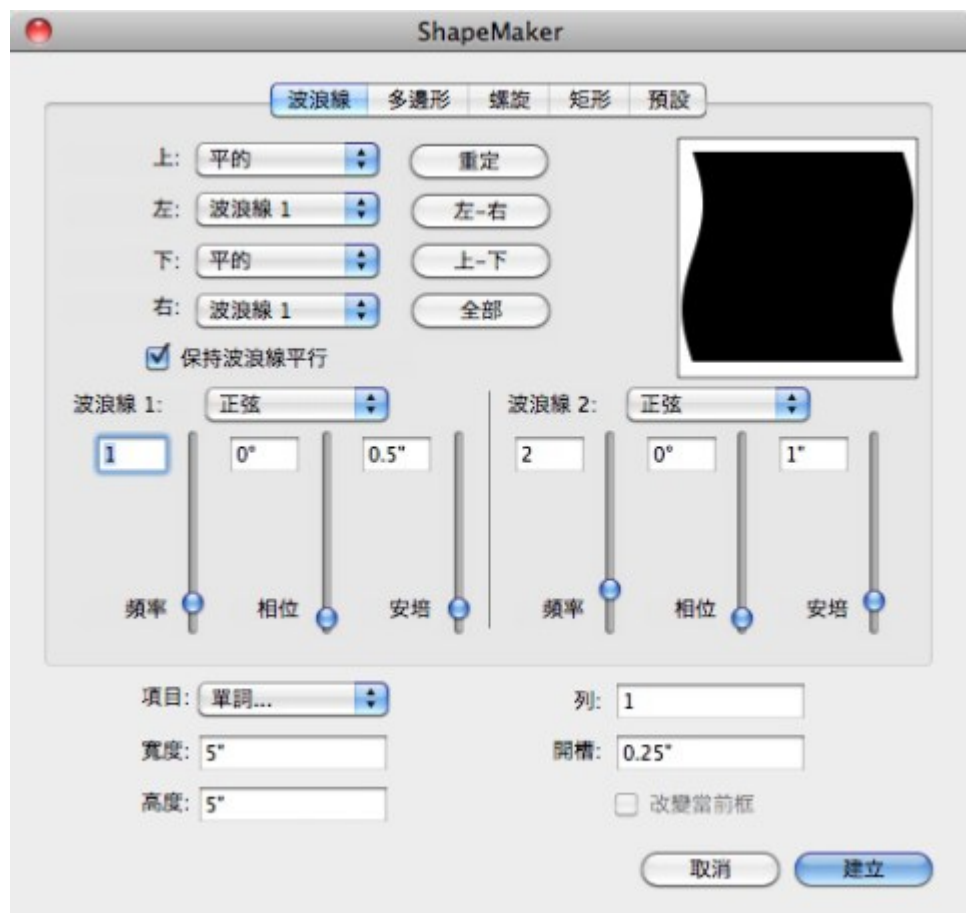 ShapeMaker
波浪線 多邊形 螺旋 矩形 預設
上: 平的 重定
左: 波浪線 1 左-右
下: 平的 上-下
右: 波浪線 1 全部
保持波浪線平行
波浪線 1: 正弦 波浪線 2: 正弦
1 0° 0.5" 2 0° 1"
頻率 相位 安培 頻率 相位 安培
項目: 單詞... 列: 1
寬度: 5" 開槽: 0.25"
高度: 5" 改變當前框
取消 建立